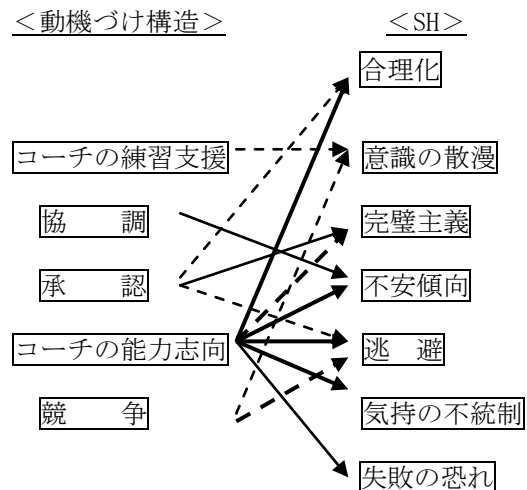 ＜動機づけ構造＞
＜SH＞
合理化
コーチの練習支援
意識の散漫
協　調
完璧主義
承　認
不安傾向
コーチの能力志向
逃　避
競　争
気持の不統制
失敗の恐れ